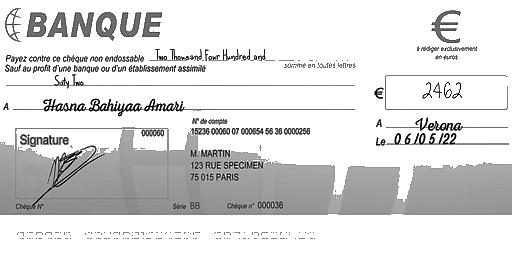 BANQUE
€
à rédiger exclusivement
en euros
Payez contre ce chèque non endossable Two Thousand Four Hundred and
somme en toutes lettres
Sauf au profit d'une banque ou d'un établissement assimilé
Saty Two
€ 2462
A Hasna Bahiyaa Amari
A Verona
Le 06/05/22
Signature
000060
N° de compte
15236 00060 07 000654 56 36 0000256
M. MARTIN
123 RUE SPECIMEN
75 015 PARIS
Chèque N°
Série BB
Chèque n° 000036